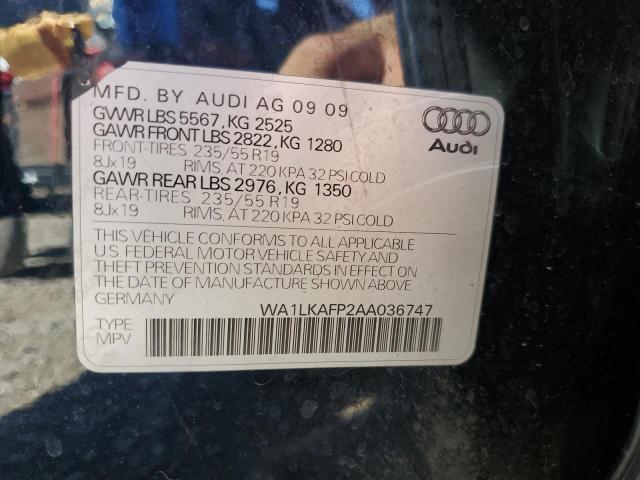 MFD. BY AUDI AG 09 09
GVWR LBS 5567, KG 2525
GAWR FRONT LBS 2822, KG 1280
FRONT-TIRES 235/55 R19
8Jx19 RIMS, AT 220 KPA 32 PSI COLD
GAWR REAR LBS 2976, KG 1350
REAR-TIRES 235/55 R19
8Jx19 RIMS, AT 220 KPA 32 PSI COLD
Audi
THIS VEHICLE CONFORMS TO ALL APPLICABLE
U.S FEDERAL MOTOR VEHICLE SAFETY AND
THEFT PREVENTION STANDARDS IN EFFECT ON
THE DATE OF MANUFACTURE SHOWN ABOVE.
GERMANY WA1LKAFP2AA036747
TYPE
MPV